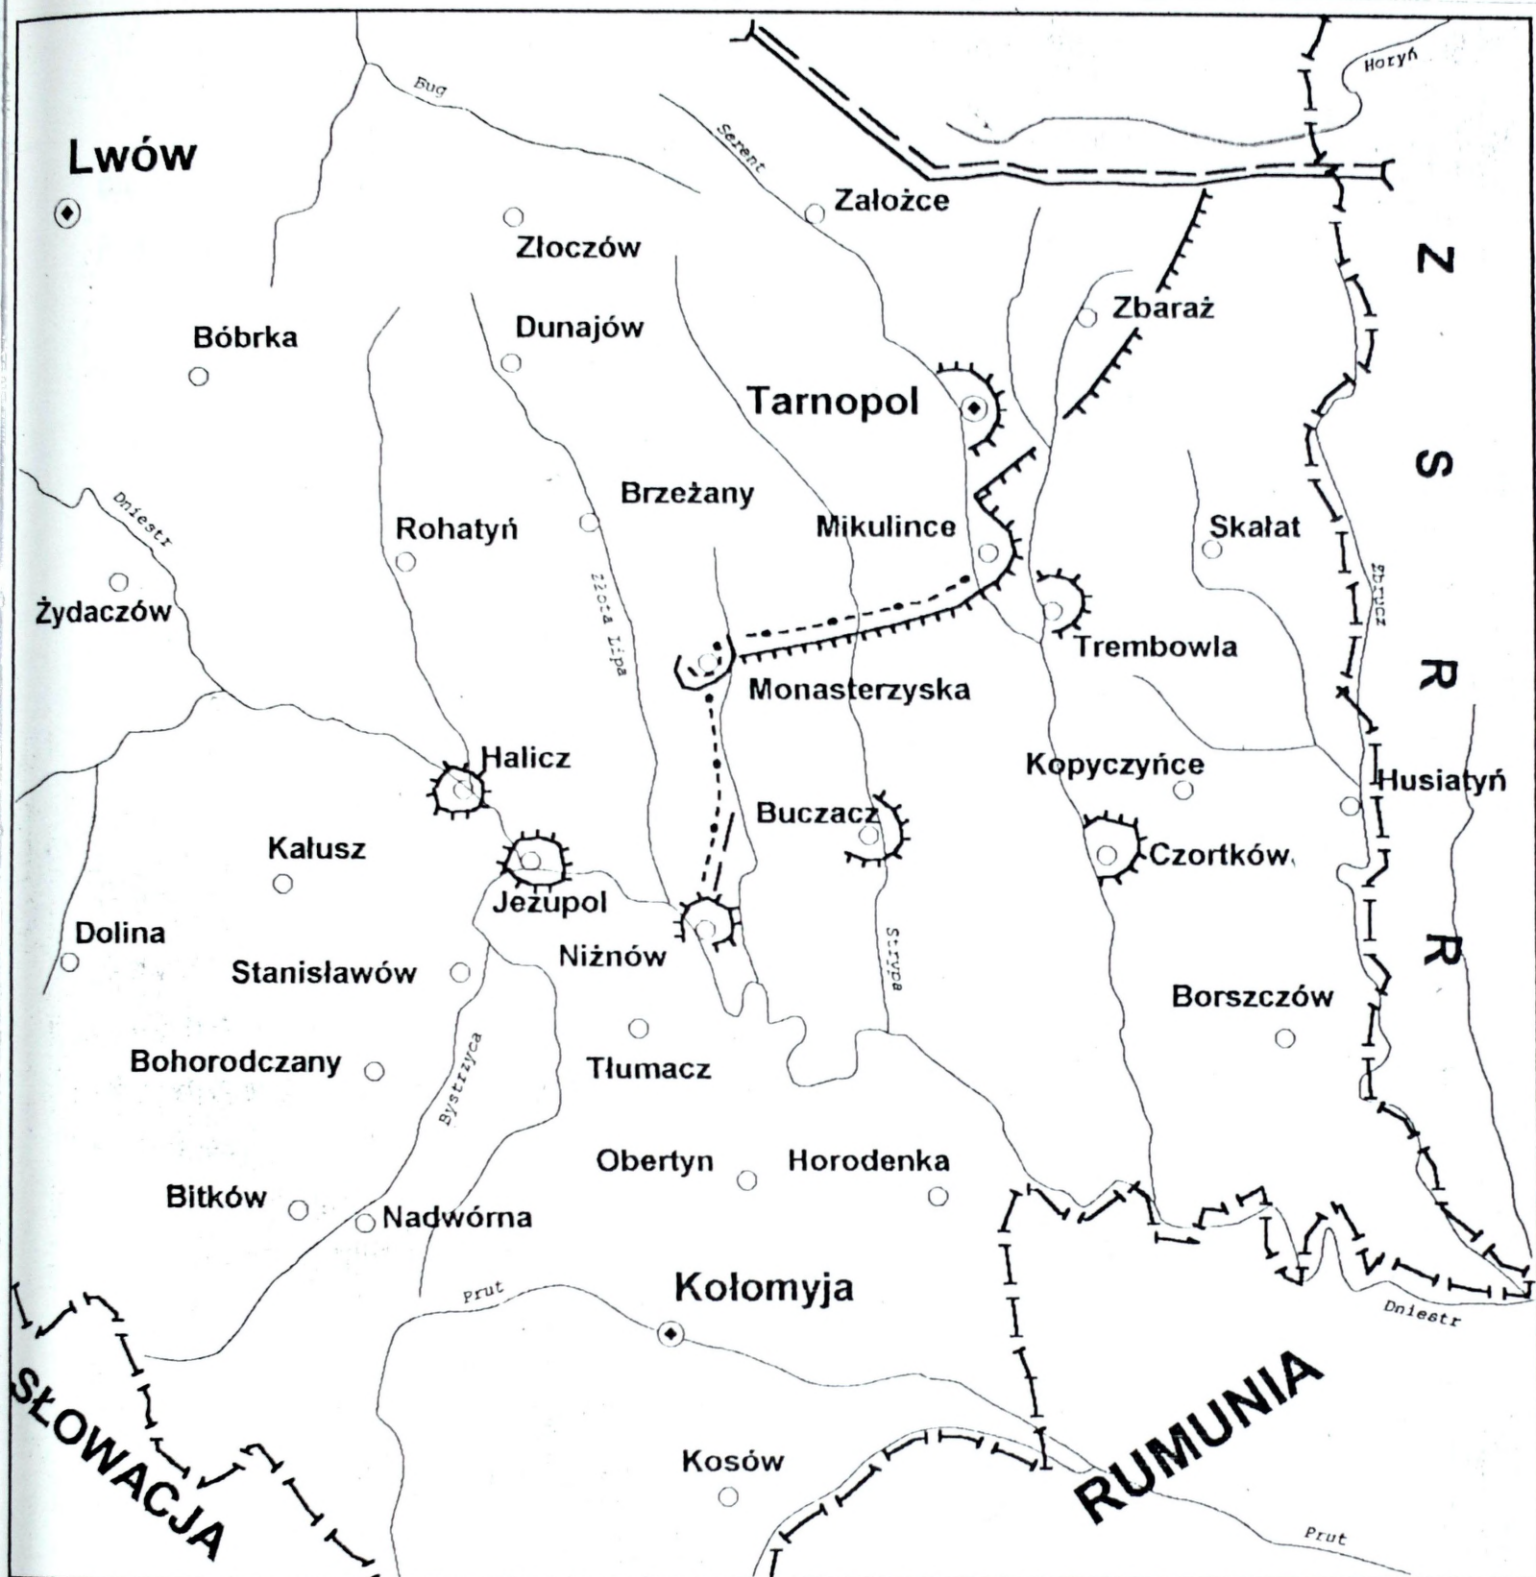 Horyń
Bug
Lwów
Serent
Załoźce
Złoczów
Z
Zbaraż
Dunajów
Bóbrka
Tarnopol
S
Brzeżany
Dniestr
Rohatyń
Mikulince
Skałat
Zbrucz
Żydaczów
Złota Lipa
Trembowla
R
Monasterzyska
Halicz
Kopyczyńce
Husiatyń
Buczacz
Kałusz
Czortków
Jeżupol
Dolina
R
Niżnów
Stanisławów
Strypa
Borszczów
Bohorodczany
Bystrzyca
Tłumacz
Obertyn
Horodenka
Bitków
Nadwórna
Kołomyja
Prut
Dniestr
SŁOWACJA
RUMUNIA
Kosów
Prut